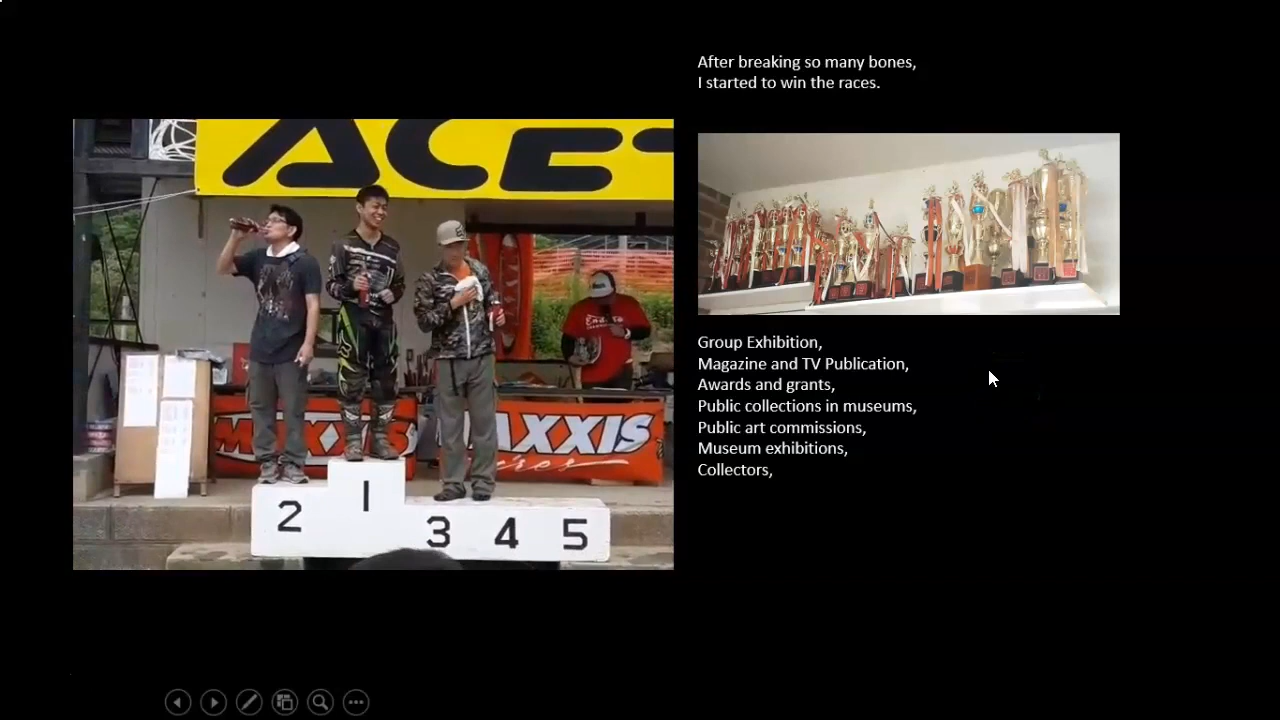 After breaking so many bones,
I started to win the races.
ACE
MAXXIS
AXXIS
2
1
3
4
5
Group Exhibition,
Magazine and TV Publication,
Awards and grants,
Public collections in museums,
Public art commissions,
Museum exhibitions,
Collectors,